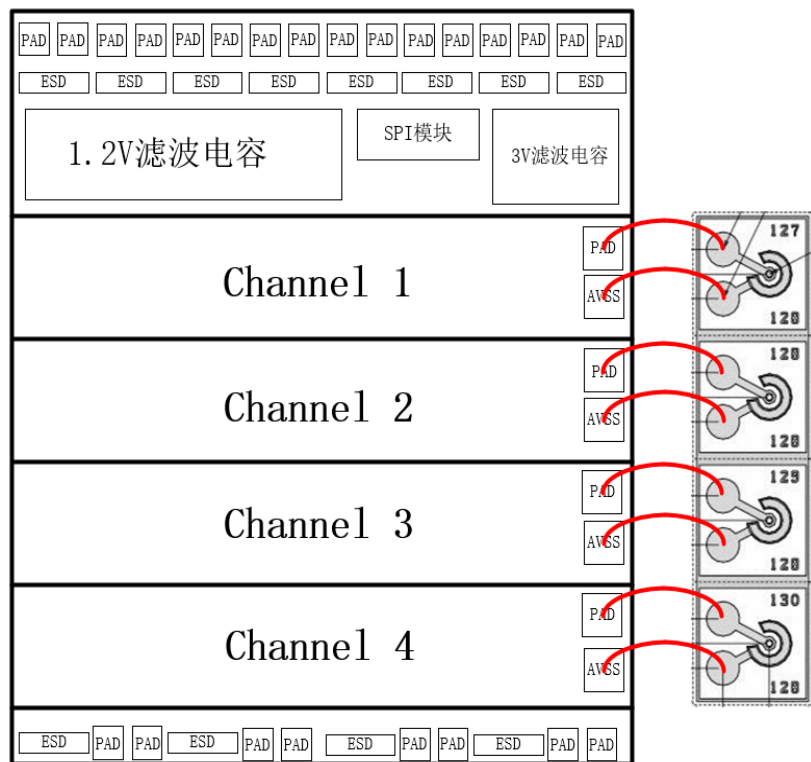 PAD PAD PAD PAD PAD PAD PAD PAD PAD PAD PAD PAD PAD PAD PAD PAD
ESD ESD ESD ESD ESD ESD ESD ESD
1.2V滤波电容
SPI模块
3V滤波电容
Channel 1
PAD
AVSS
127
128
Channel 2
PAD
AVSS
128
128
Channel 3
PAD
AVSS
129
128
Channel 4
PAD
AVSS
130
128
ESD PAD PAD ESD PAD PAD ESD PAD PAD ESD PAD PAD